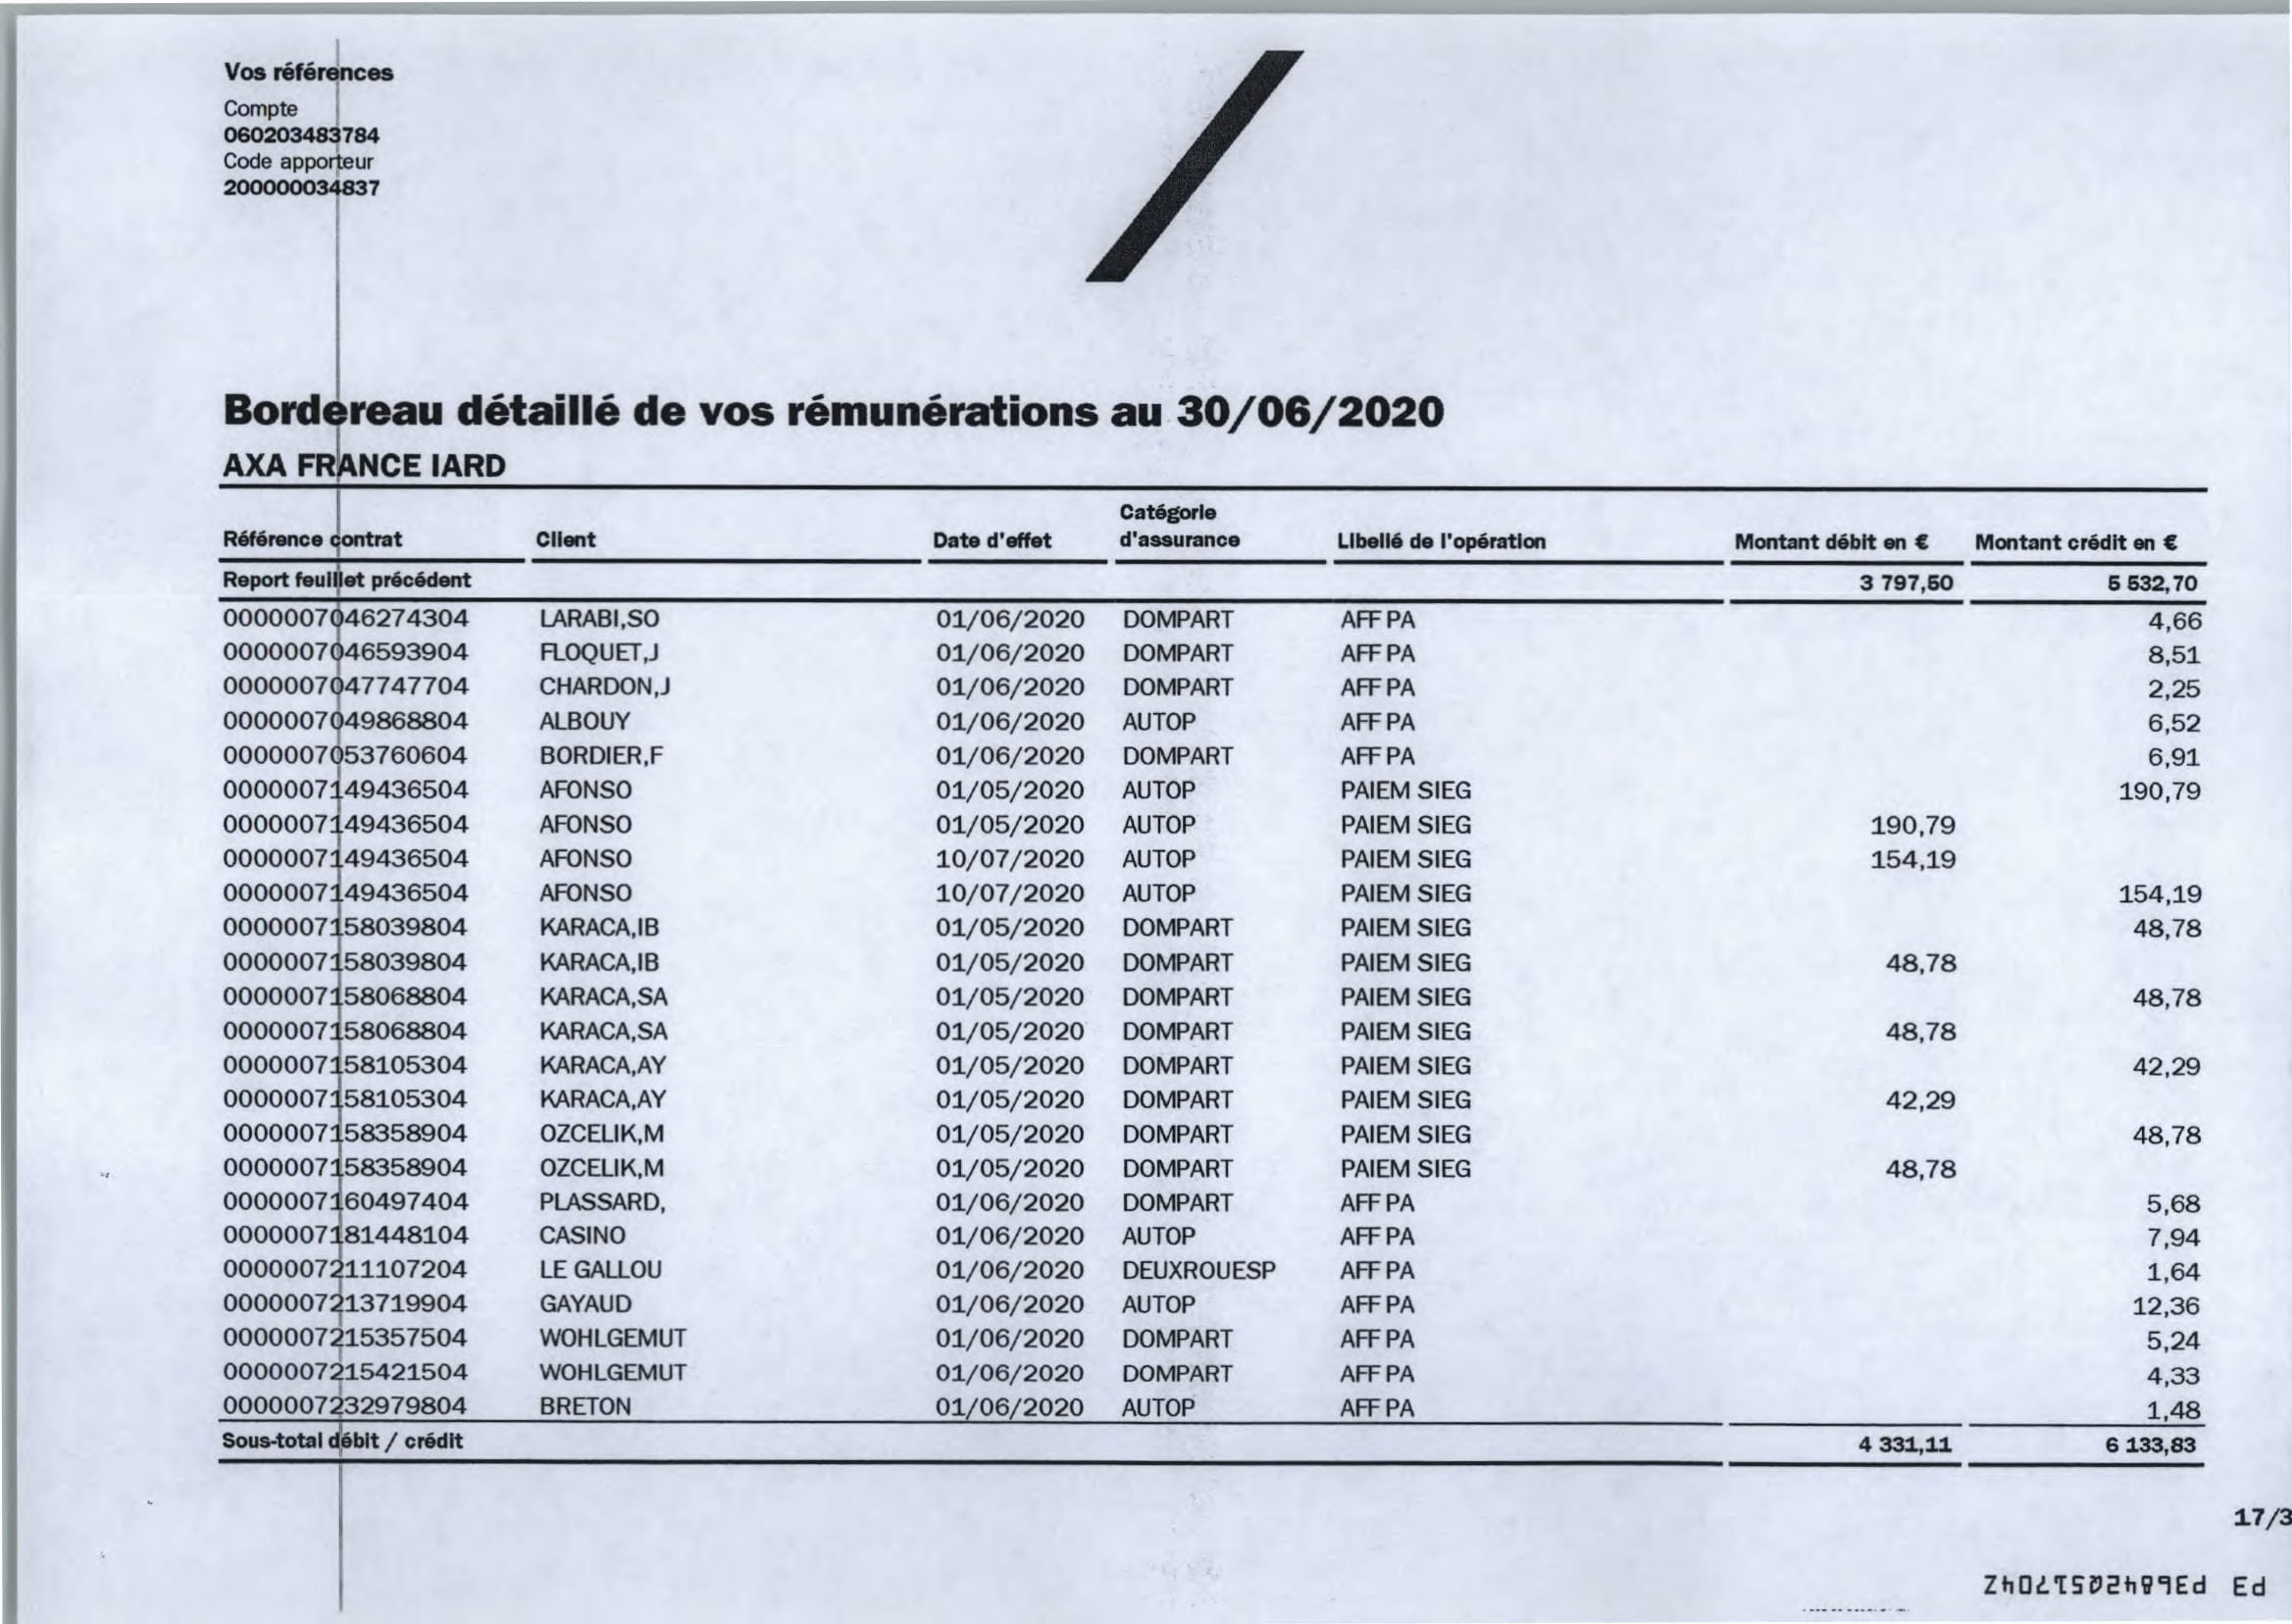 Vos références
Compte
060203483784
Code apporteur
200000034837
Bordereau détaillé de vos rémunérations au 30/06/2020
AXA FRANCE IARD
Référence contrat Client Date d'effet Catégorie d'assurance Libellé de l'opération Montant débit en € Montant crédit en €
Report feuillet précédent 3 797,50 5 532,70
0000007046274304 LARABI,SO 01/06/2020 DOMPART AFF PA 4,66
0000007046593904 FLOQUET,J 01/06/2020 DOMPART AFF PA 8,51
0000007047747704 CHARDON,J 01/06/2020 DOMPART AFF PA 2,25
0000007049868804 ALBOUY 01/06/2020 AUTOP AFF PA 6,52
0000007053760604 BORDIER,F 01/06/2020 DOMPART AFF PA 6,91
0000007149436504 AFONSO 01/05/2020 AUTOP PAIEM SIEG 190,79
0000007149436504 AFONSO 01/05/2020 AUTOP PAIEM SIEG 190,79
0000007149436504 AFONSO 10/07/2020 AUTOP PAIEM SIEG 154,19
0000007149436504 AFONSO 10/07/2020 AUTOP PAIEM SIEG 154,19
0000007158039804 KARACA,IB 01/05/2020 DOMPART PAIEM SIEG 48,78
0000007158039804 KARACA,IB 01/05/2020 DOMPART PAIEM SIEG 48,78
0000007158068804 KARACA,SA 01/05/2020 DOMPART PAIEM SIEG 48,78
0000007158068804 KARACA,SA 01/05/2020 DOMPART PAIEM SIEG 48,78
0000007158105304 KARACA,AY 01/05/2020 DOMPART PAIEM SIEG 42,29
0000007158105304 KARACA,AY 01/05/2020 DOMPART PAIEM SIEG 42,29
0000007158358904 OZCELIK,M 01/05/2020 DOMPART PAIEM SIEG 48,78
0000007158358904 OZCELIK,M 01/05/2020 DOMPART PAIEM SIEG 48,78
0000007160497404 PLASSARD, 01/06/2020 DOMPART AFF PA 5,68
0000007181448104 CASINO 01/06/2020 AUTOP AFF PA 7,94
0000007211107204 LE GALLOU 01/06/2020 DEUXROUESP AFF PA 1,64
0000007213719904 GAYAUD 01/06/2020 AUTOP AFF PA 12,36
0000007215357504 WOHLGEMUT 01/06/2020 DOMPART AFF PA 5,24
0000007215421504 WOHLGEMUT 01/06/2020 DOMPART AFF PA 4,33
0000007232979804 BRETON 01/06/2020 AUTOP AFF PA 1,48
Sous-total débit / crédit 4 331,11 6 133,83
17/3